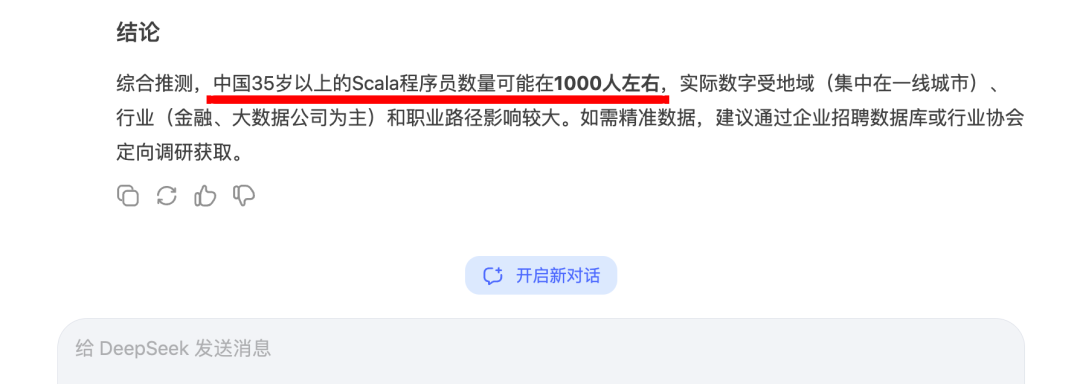 结论
综合推测，中国35岁以上的Scala程序员数量可能在1000人左右，实际数字受地域（集中在一线城市）、
行业（金融、大数据公司为主）和职业路径影响较大。如需精准数据，建议通过企业招聘数据库或行业协会
定向调研获取。
开启新对话
给 DeepSeek 发送消息